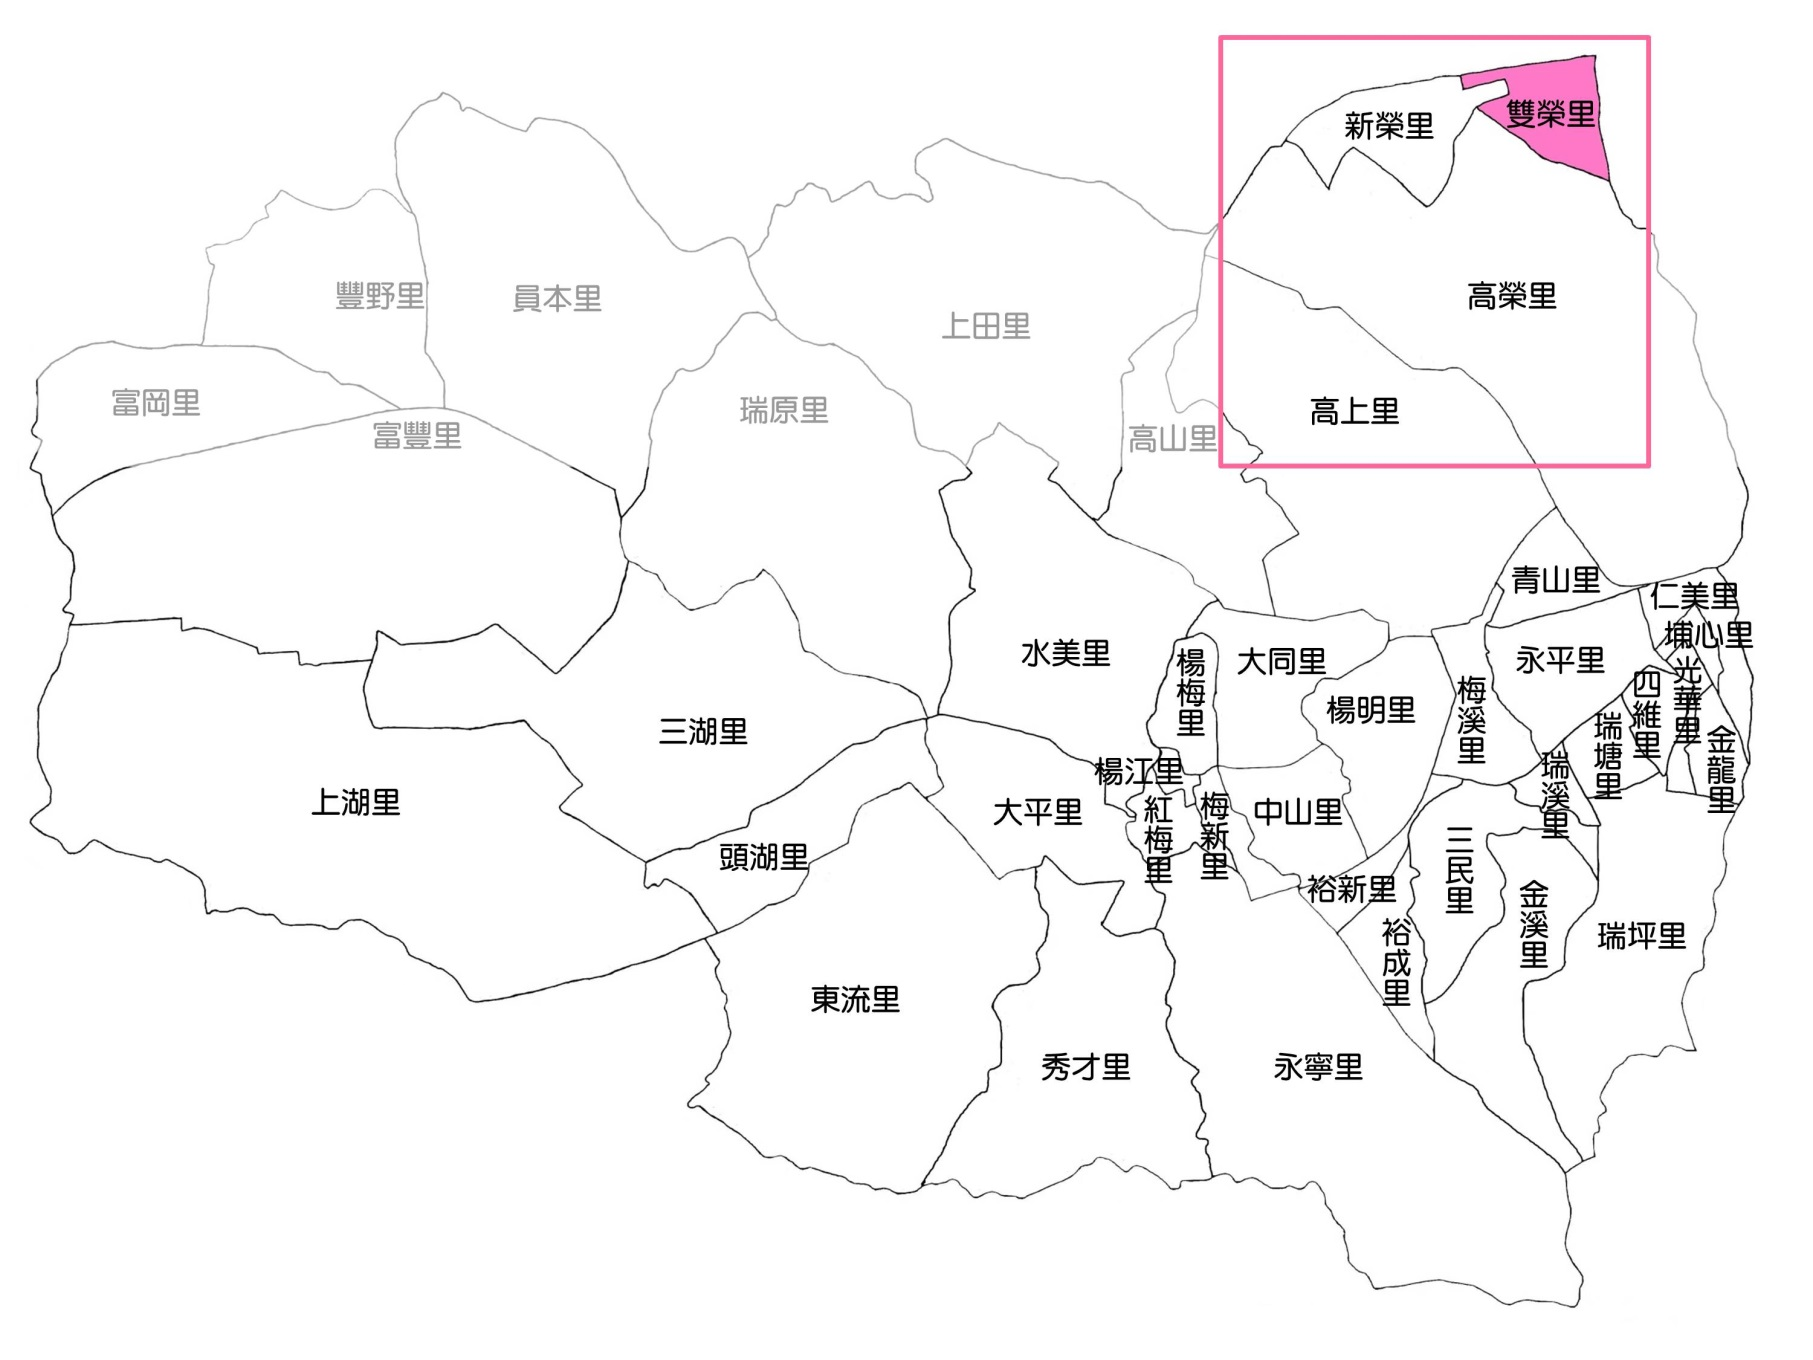 雙榮里
新榮里
豐野里
員本里
高榮里
上田里
富岡里
瑞原里
高上里
富豐里
高山里
青山里
仁美里
埔心里
水美里
大同里
永平里
楊梅里
光華里
四維里
楊明里
梅溪里
三湖里
瑞塘里
金龍里
楊江里
瑞溪里
上湖里
大平里
紅梅里
梅新里
中山里
頭湖里
三民里
裕新里
金溪里
瑞坪里
裕成里
東流里
秀才里
永寧里